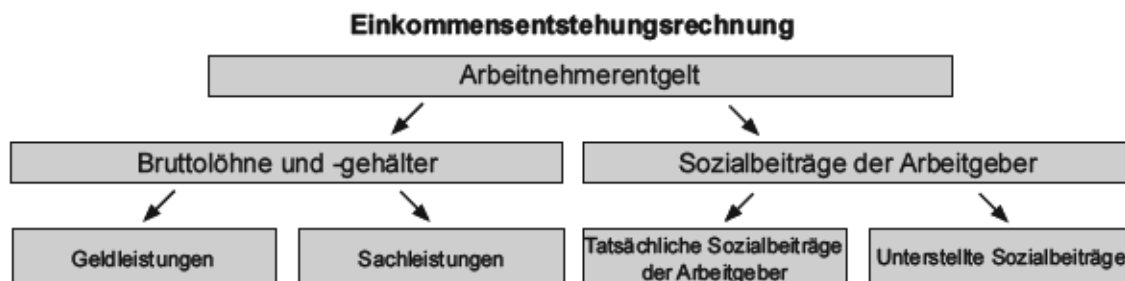 Einkommensentstehungsrechnung
Arbeitnehmerentgelt
Bruttolöhne und -gehälter
Sozialbeiträge der Arbeitgeber
Geldleistungen
Sachleistungen
Tatsächliche Sozialbeiträge
der Arbeitgeber
Unterstellte Sozialbeiträge